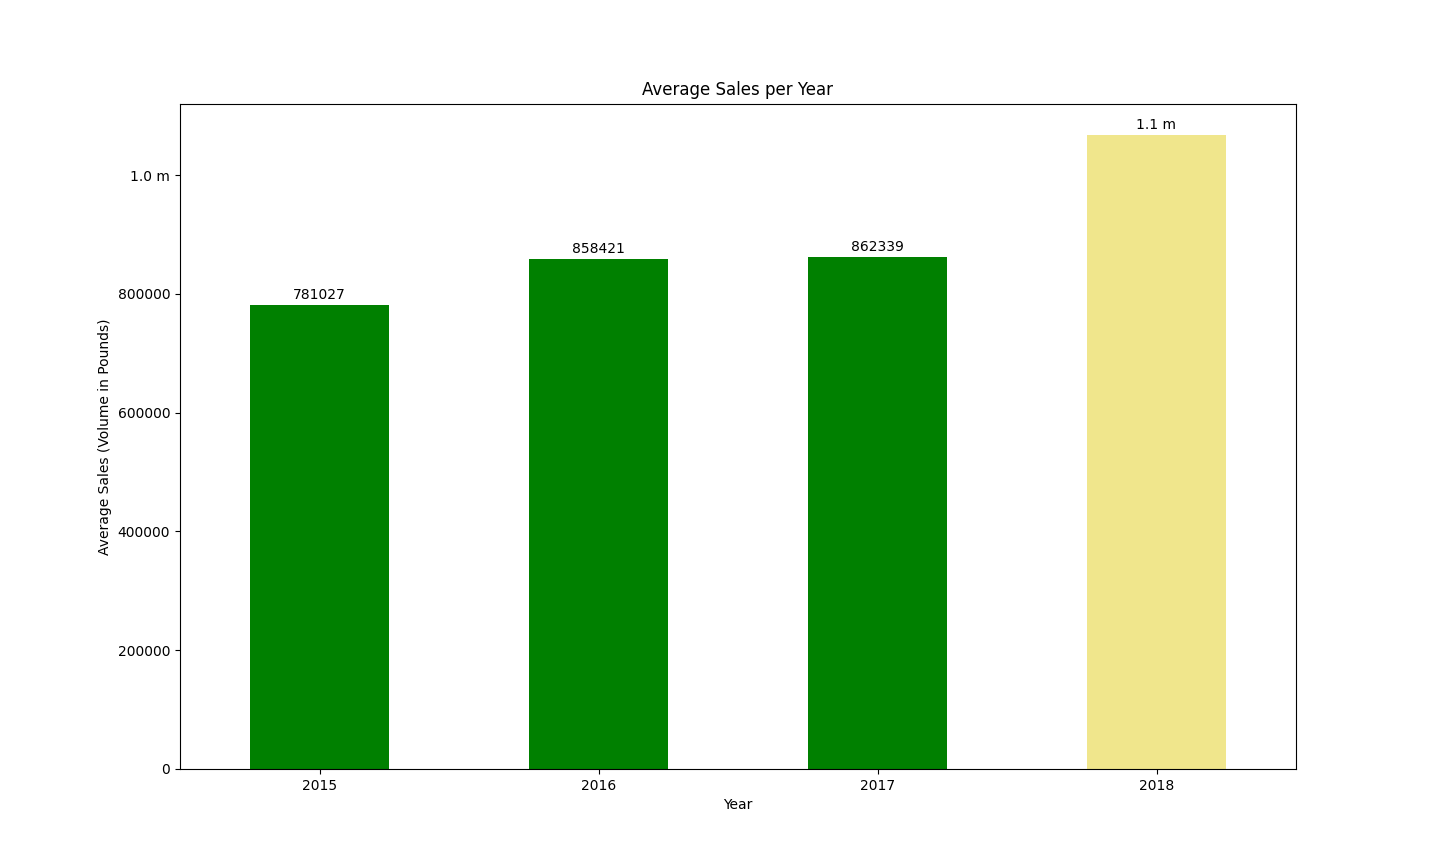 Average Sales per Year
1.1 m
1.0 m
858421
862339
781027
800000
600000
400000
200000
0
Average Sales (Volume in Pounds)
2015
2016
2017
2018
Year